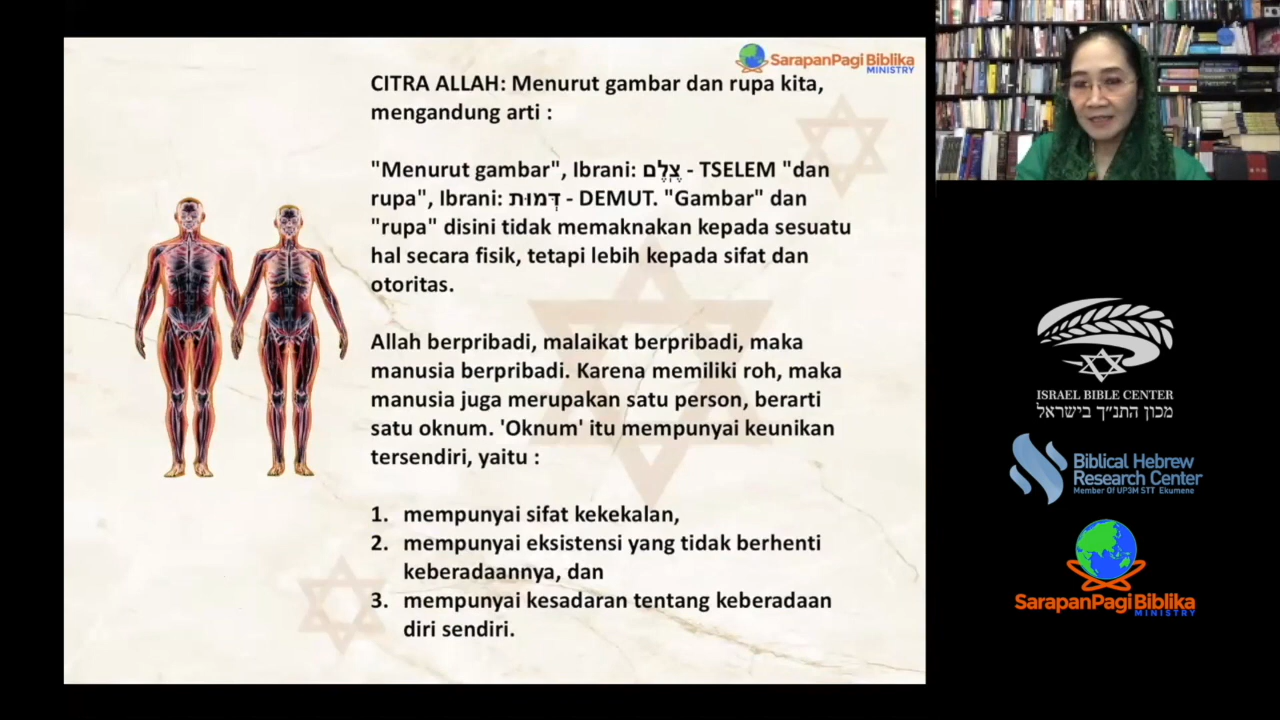 SarapanPagi Biblika
MINISTRY
CITRA ALLAH: Menurut gambar dan rupa kita,
mengandung arti :
"Menurut gambar", Ibrani: צֶלֶם - TSELEM "dan
rupa", Ibrani: דְּמוּת - DEMUT. "Gambar" dan
"rupa" disini tidak memaknakan kepada sesuatu
hal secara fisik, tetapi lebih kepada sifat dan
otoritas.
Allah berpribadi, malaikat berpribadi, maka
manusia berpribadi. Karena memiliki roh, maka
manusia juga merupakan satu person, berarti
satu oknum. 'Oknum' itu mempunyai keunikan
tersendiri, yaitu :
1. mempunyai sifat kekekalan,
2. mempunyai eksistensi yang tidak berhenti
keberadaannya, dan
3. mempunyai kesadaran tentang keberadaan
diri sendiri.
ISRAEL BIBLE CENTER
מכון התנ״ך בישראל
Biblical Hebrew
Research Center
Member Of UP3M STT Ekumene
SarapanPagi Biblika
MINISTRY